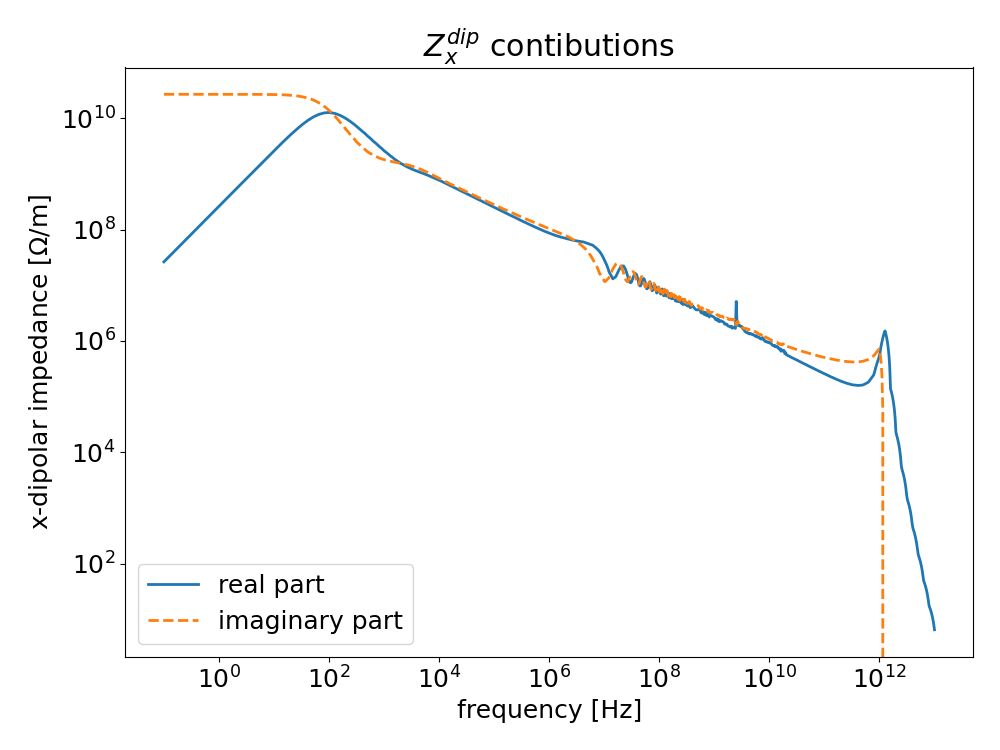 $Z_x^{dip}$ contibutions
x-dipolar impedance [Ω/m]
10^10
10^8
10^6
10^4
10^2
real part
imaginary part
10^0 10^2 10^4 10^6 10^8 10^10 10^12
frequency [Hz]